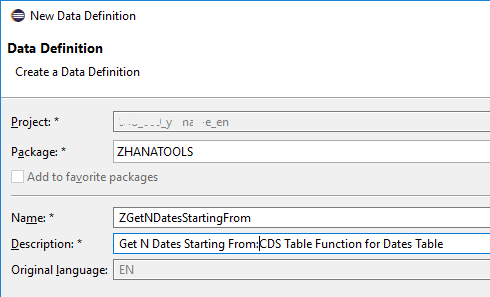 New Data Definition
Data Definition
Create a Data Definition
Project: *
Package: * ZHANATOOLS
Add to favorite packages
Name: * ZGetNDatesStartingFrom
Description: * Get N Dates Starting From:CDS Table Function for Dates Table
Original language: EN